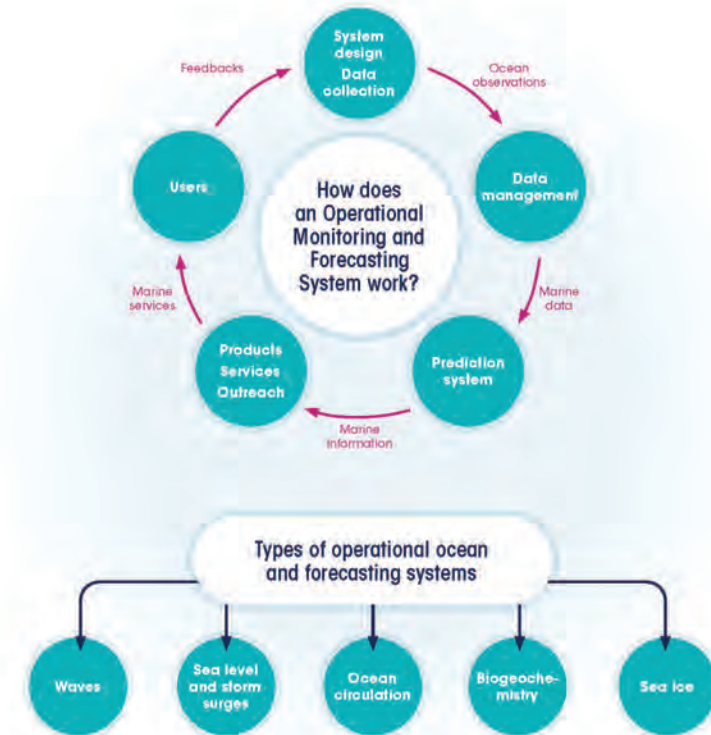 System
design
Data
collection
Feedbacks
Ocean
observations
Users
Data
management
How does
an Operational
Monitoring and
Forecasting
System work?
Marine
services
Marine
data
Products
Services
Outreach
Prediction
system
Marine
information
Types of operational ocean
and forecasting systems
Waves
Sea level
and storm
surges
Ocean
circulation
Biogeoche-
mistry
Sea ice